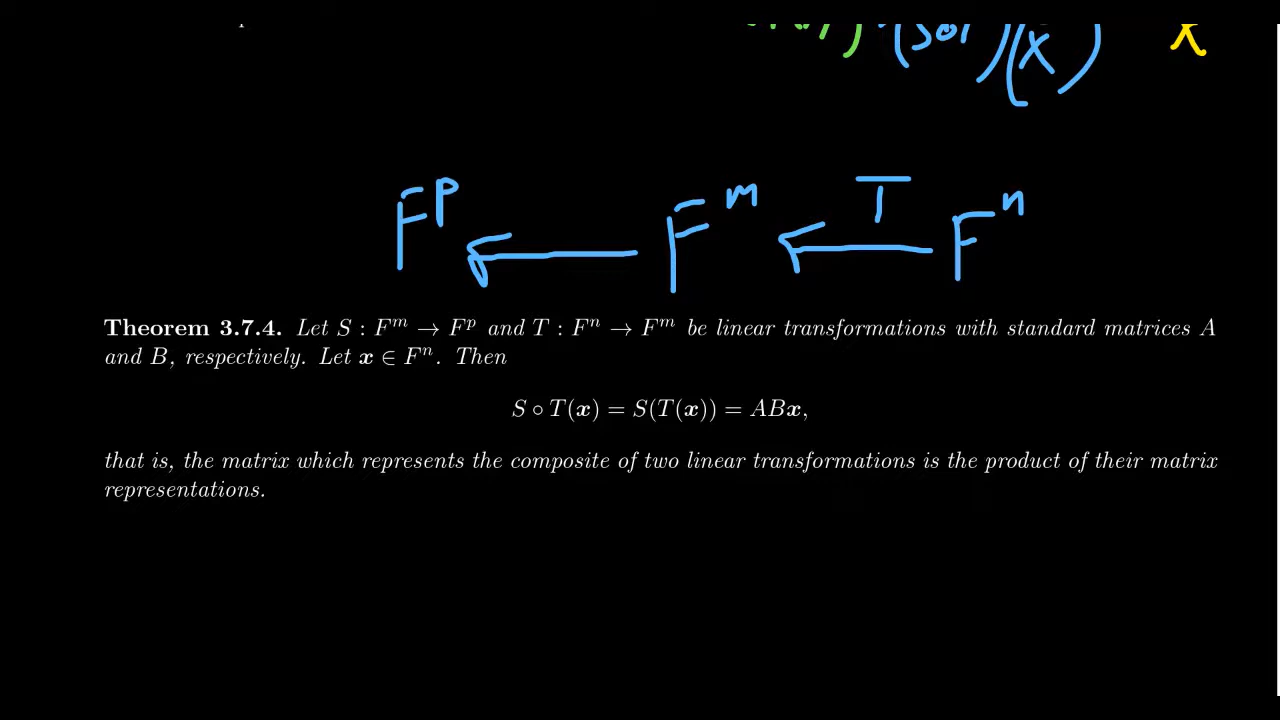 (S∘T)(x
x
F^p ← F^m ←T F^n
Theorem 3.7.4. Let S : F^m → F^p and T : F^n → F^m be linear transformations with standard matrices A
and B, respectively. Let x ∈ F^n. Then
S ∘ T(x) = S(T(x)) = ABx,
that is, the matrix which represents the composite of two linear transformations is the product of their matrix
representations.